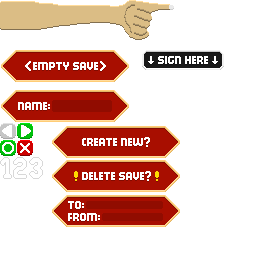 <EMPTY SAVE>
↓ SIGN HERE ↓
NAME:
CREATE NEW?
123
! DELETE SAVE? !
TO:
FROM: